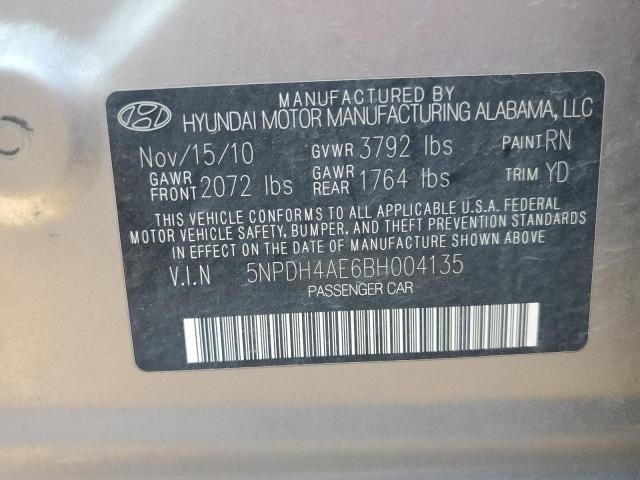 MANUFACTURED BY
HYUNDAI MOTOR MANUFACTURING ALABAMA, LLC
Nov/15/10 GVWR 3792 lbs PAINT RN
GAWR FRONT 2072 lbs GAWR REAR 1764 lbs TRIM YD
THIS VEHICLE CONFORMS TO ALL APPLICABLE U.S.A. FEDERAL
MOTOR VEHICLE SAFETY, BUMPER, AND THEFT PREVENTION STANDARDS
IN EFFECT ON THE DATE OF MANUFACTURE SHOWN ABOVE
V.I.N 5NPDH4AE6BH004135
PASSENGER CAR